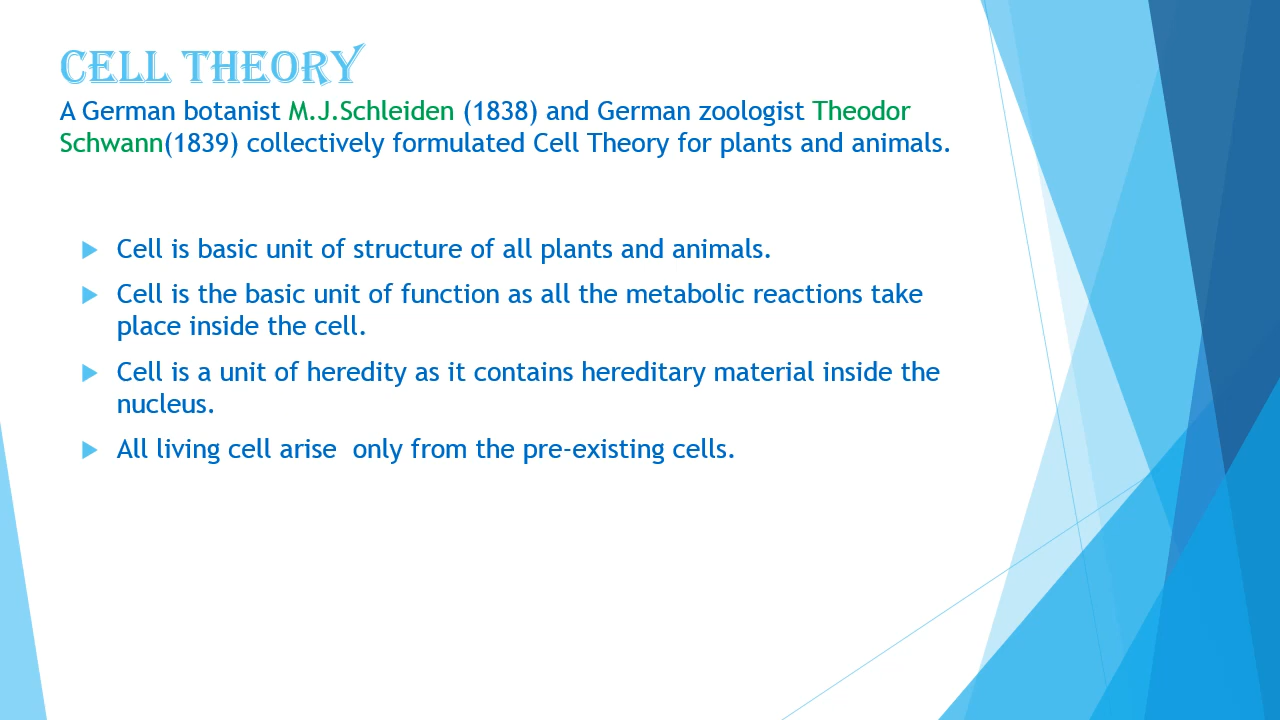 CELL THEORY
A German botanist M.J.Schleiden (1838) and German zoologist Theodor
Schwann(1839) collectively formulated Cell Theory for plants and animals.
Cell is basic unit of structure of all plants and animals.
Cell is the basic unit of function as all the metabolic reactions take
place inside the cell.
Cell is a unit of heredity as it contains hereditary material inside the
nucleus.
All living cell arise  only from the pre-existing cells.